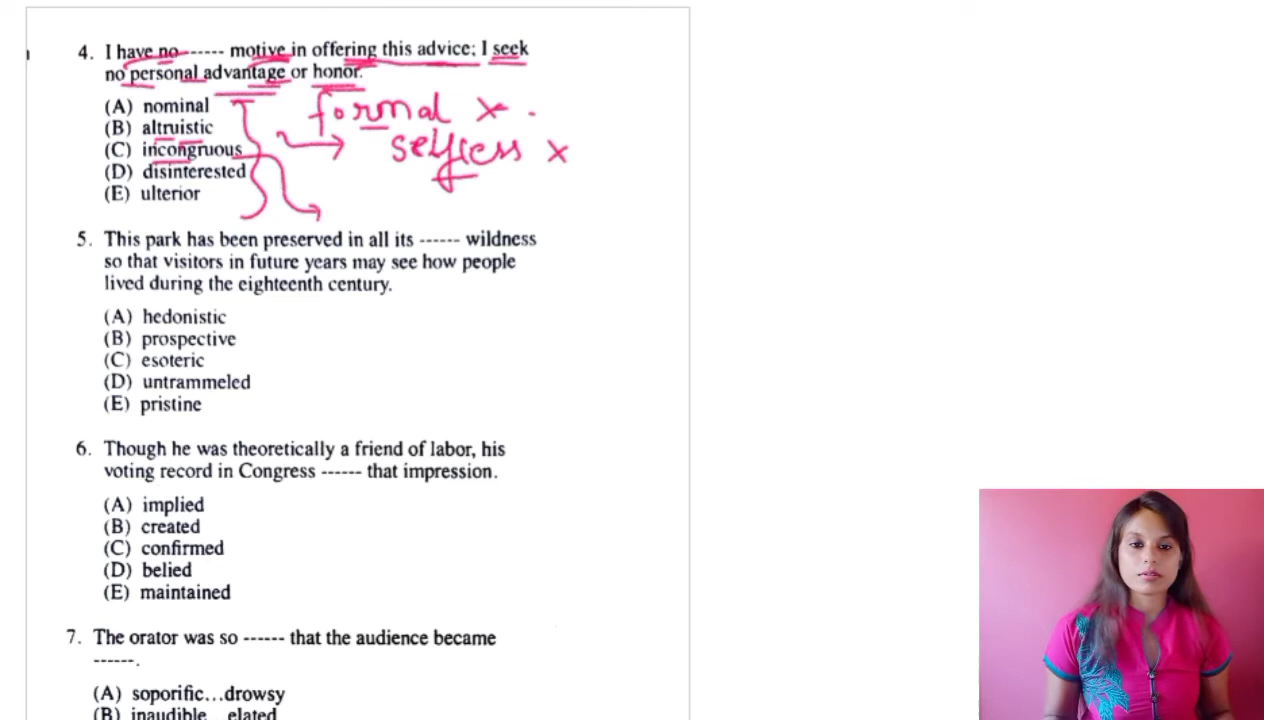 4. I have no ------ motive in offering this advice; I seek
no personal advantage or honor.
(A) nominal
(B) altruistic
(C) incongruous
(D) disinterested
(E) ulterior
formal ×
selfless ×
5. This park has been preserved in all its ------ wildness
so that visitors in future years may see how people
lived during the eighteenth century.
(A) hedonistic
(B) prospective
(C) esoteric
(D) untrammeled
(E) pristine
6. Though he was theoretically a friend of labor, his
voting record in Congress ------ that impression.
(A) implied
(B) created
(C) confirmed
(D) belied
(E) maintained
7. The orator was so ------ that the audience became
------.
(A) soporific...drowsy
(B) inaudible...elated